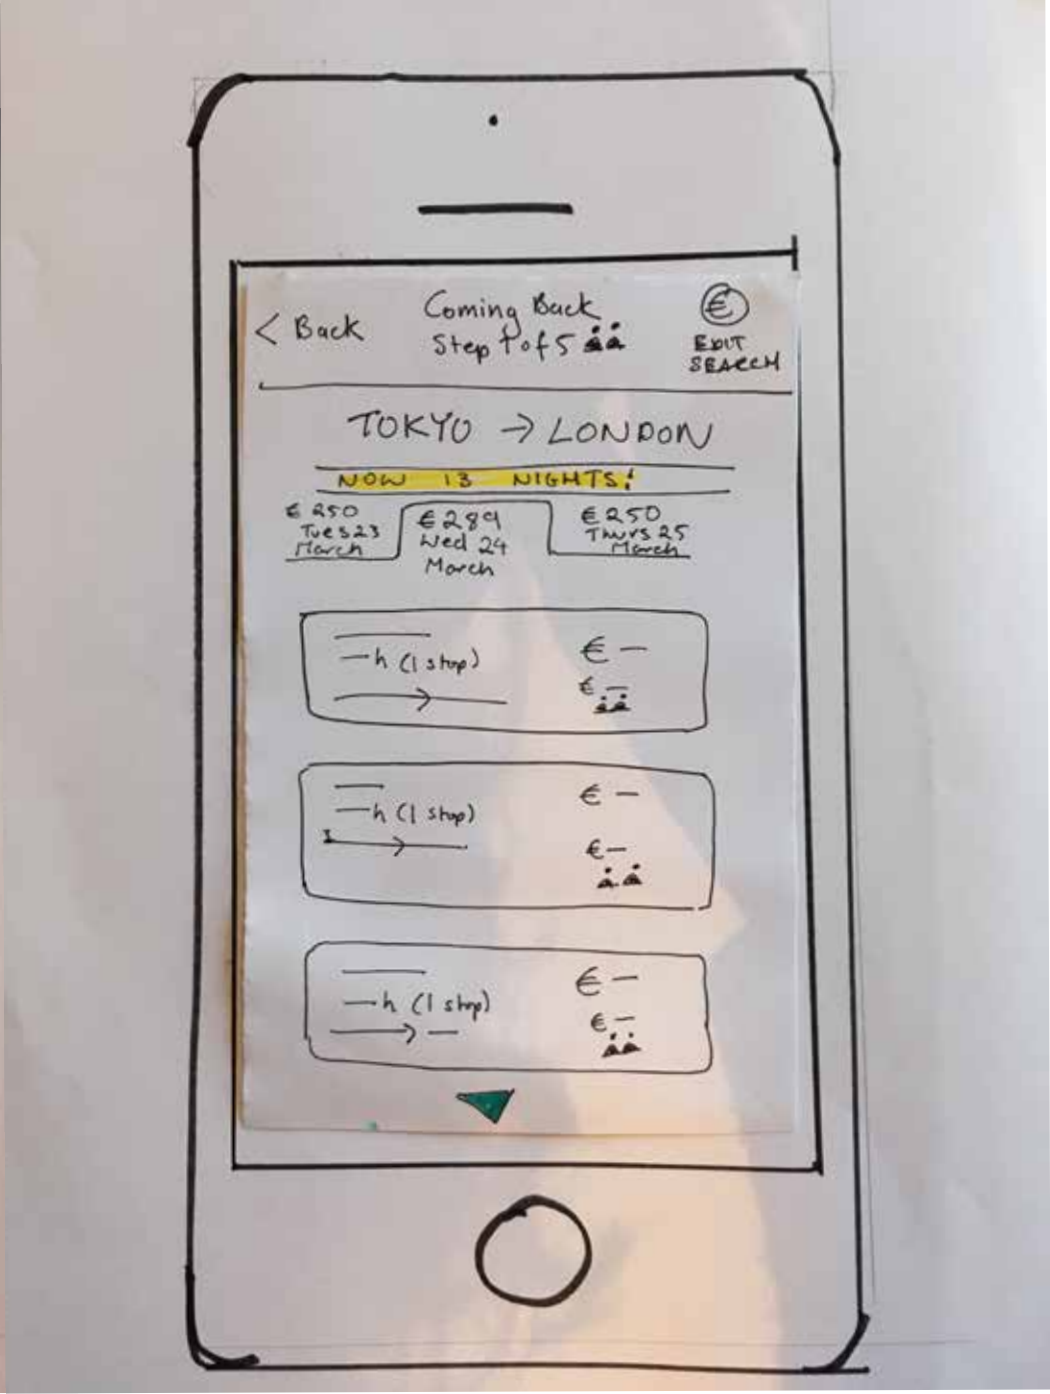 < Back
Coming Back
Step 1 of 5
€
EDIT
SEARCH
TOKYO → LONDON
NOW 13 NIGHTS!
€250
Tues 23
March
€289
Wed 24
March
€250
Thurs 25
March
—h (1 stop)
€ —
€ —
—h (1 stop)
€ —
€—
—h (1 stop)
€ —
€ —